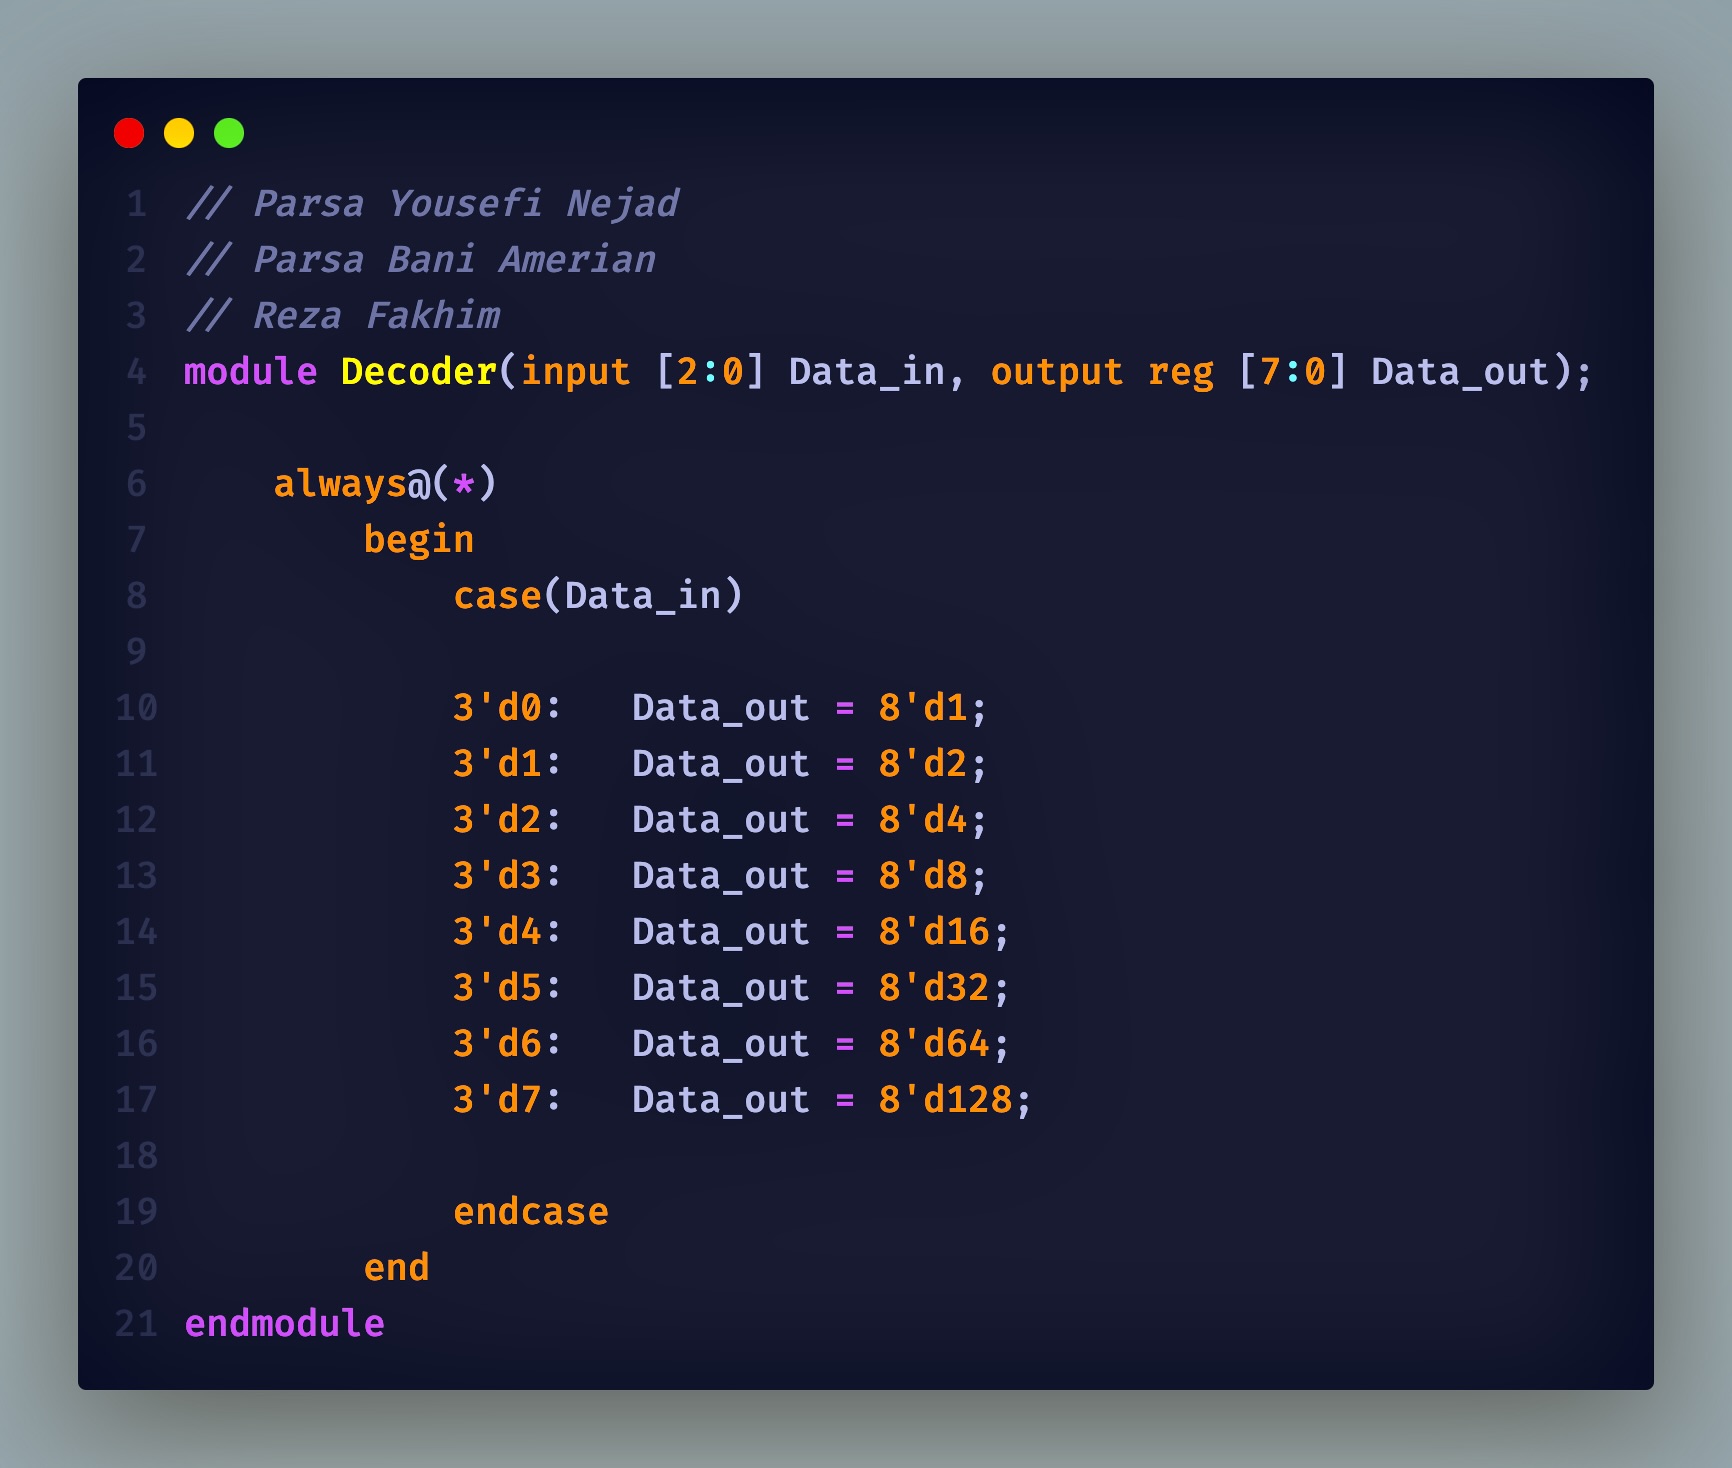 1 // Parsa Yousefi Nejad
2 // Parsa Bani Amerian
3 // Reza Fakhim
4 module Decoder(input [2:0] Data_in, output reg [7:0] Data_out);
5
6     always@(*)
7         begin
8             case(Data_in)
9
10             3'd0:   Data_out = 8'd1;
11             3'd1:   Data_out = 8'd2;
12             3'd2:   Data_out = 8'd4;
13             3'd3:   Data_out = 8'd8;
14             3'd4:   Data_out = 8'd16;
15             3'd5:   Data_out = 8'd32;
16             3'd6:   Data_out = 8'd64;
17             3'd7:   Data_out = 8'd128;
18
19             endcase
20         end
21 endmodule